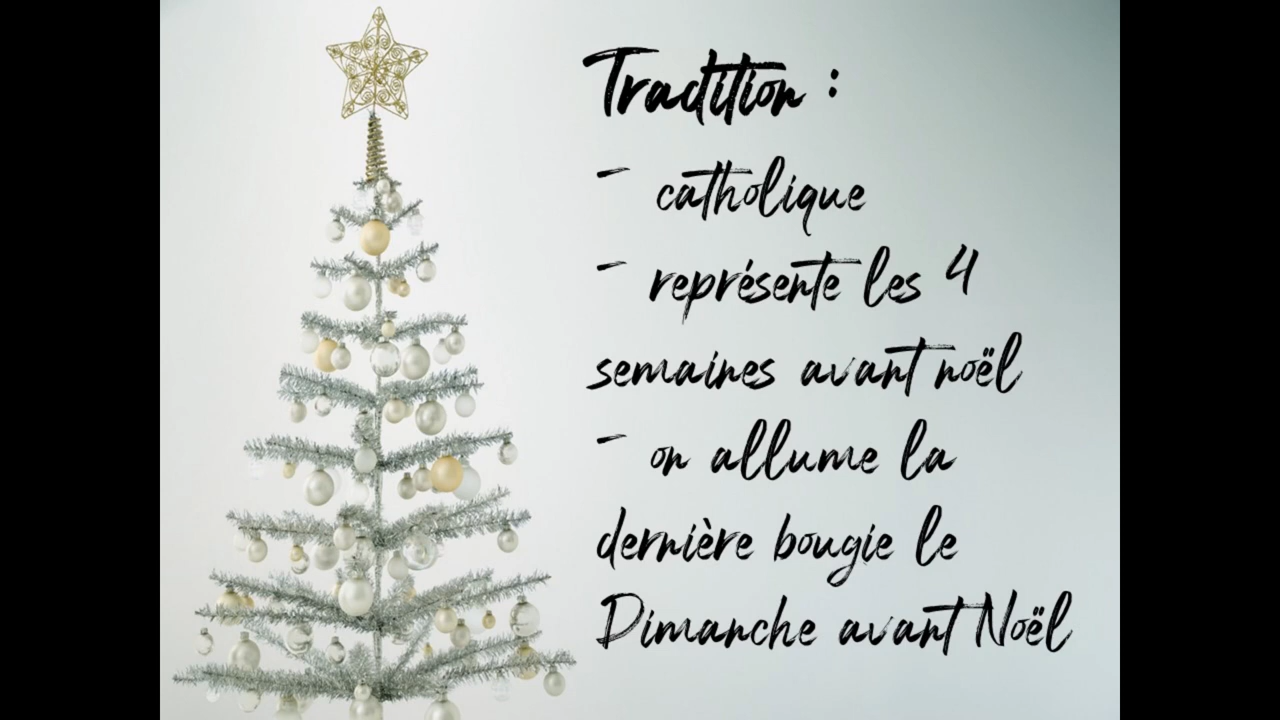 Tradition :
- catholique
- représente les 4
semaines avant noël
- on allume la
dernière bougie le
Dimanche avant Noël